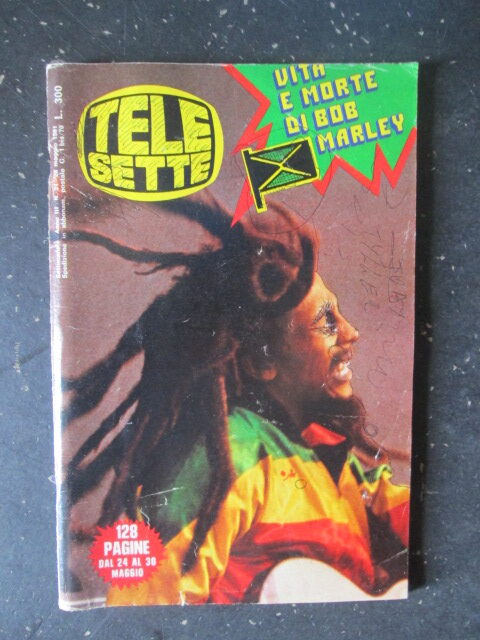 VITA
E MORTE
DI BOB
MARLEY
TELE
SETTE
L. 300
128
PAGINE
DAL 24 AL 30
MAGGIO